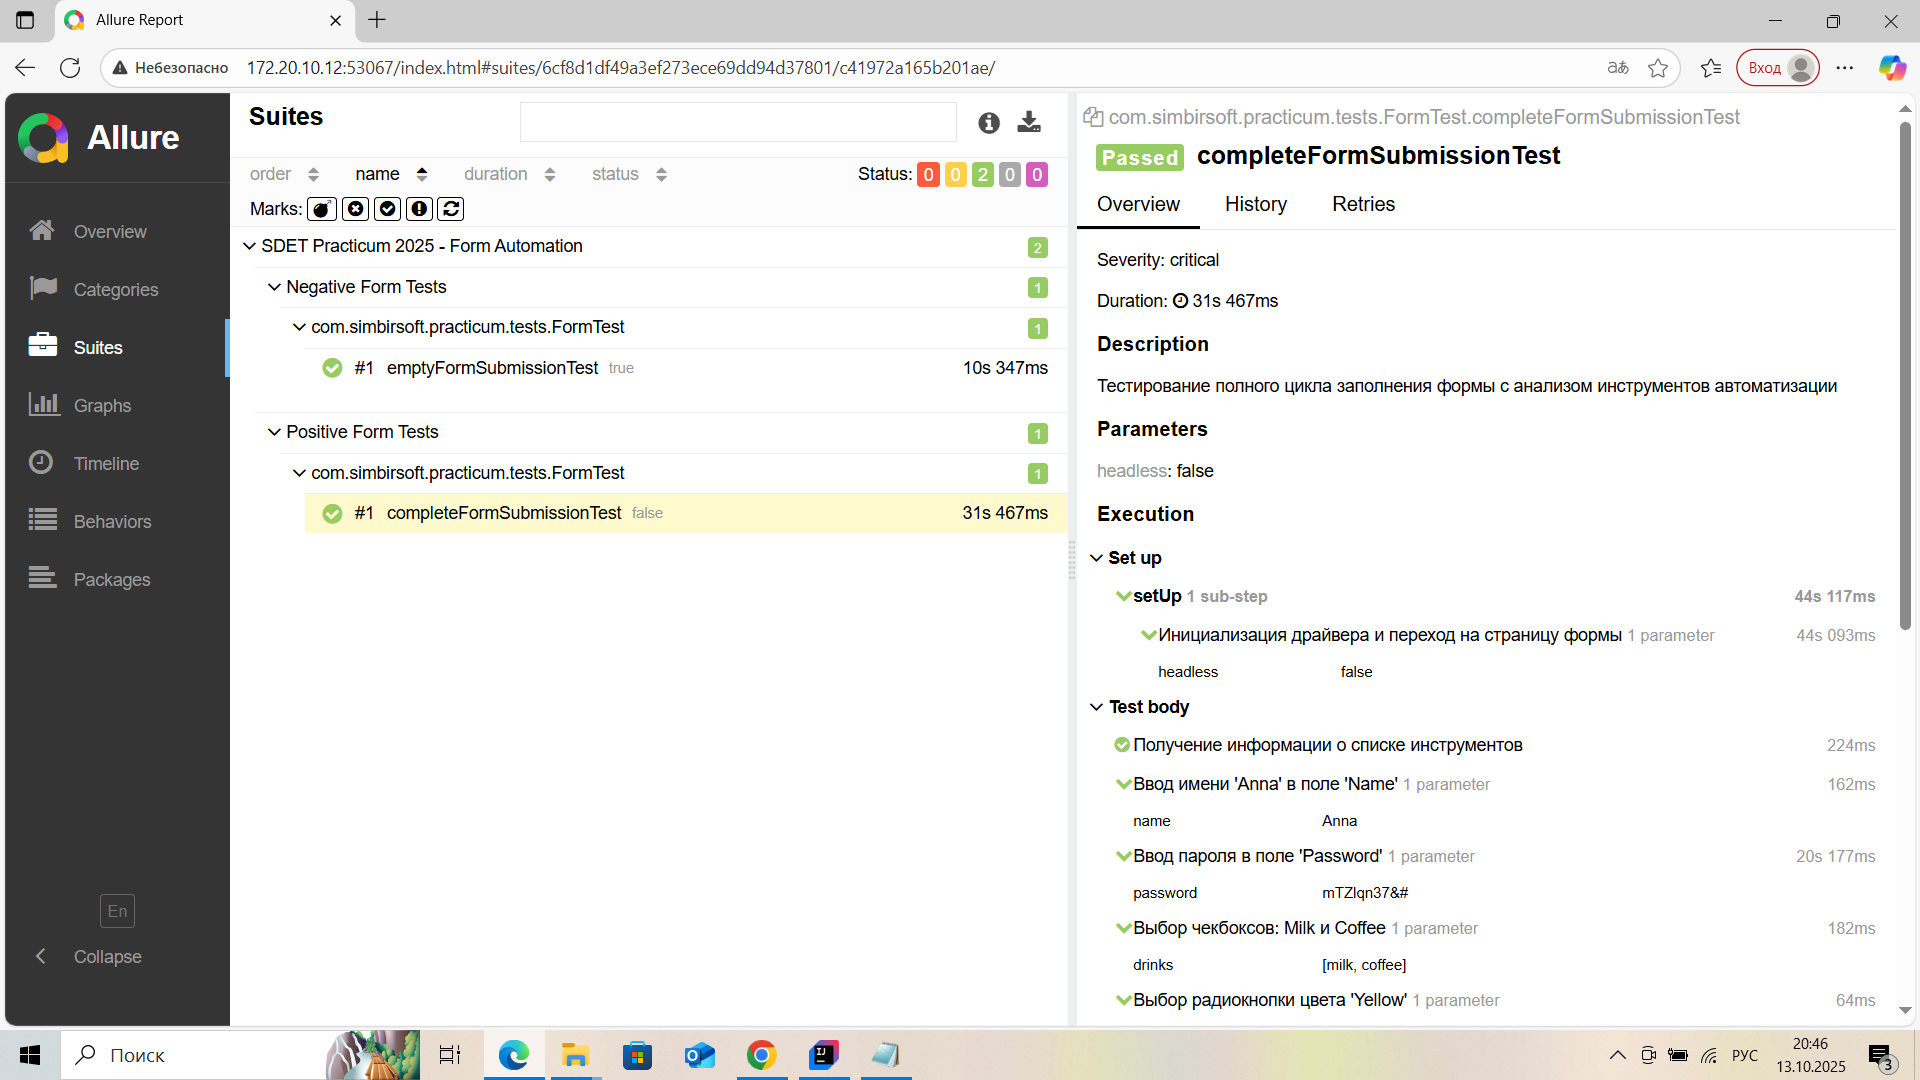 Allure Report
Небезопасно
172.20.10.12:53067/index.html#suites/6cf8d1df49a3ef273ece69dd94d37801/c41972a165b201ae/
Вход
Allure
Overview
Categories
Suites
Graphs
Timeline
Behaviors
Packages
En
Collapse
Suites
order name duration status
Status: 0 0 2 0 0
Marks:
SDET Practicum 2025 - Form Automation 2
Negative Form Tests 1
com.simbirsoft.practicum.tests.FormTest 1
#1 emptyFormSubmissionTest true 10s 347ms
Positive Form Tests 1
com.simbirsoft.practicum.tests.FormTest 1
#1 completeFormSubmissionTest false 31s 467ms
com.simbirsoft.practicum.tests.FormTest.completeFormSubmissionTest
Passed completeFormSubmissionTest
Overview History Retries
Severity: critical
Duration: 31s 467ms
Description
Тестирование полного цикла заполнения формы с анализом инструментов автоматизации
Parameters
headless: false
Execution
Set up
setUp 1 sub-step 44s 117ms
Инициализация драйвера и переход на страницу формы 1 parameter 44s 093ms
headless false
Test body
Получение информации о списке инструментов 224ms
Ввод имени 'Anna' в поле 'Name' 1 parameter 162ms
name Anna
Ввод пароля в поле 'Password' 1 parameter 20s 177ms
password mTZlqn37&#
Выбор чекбоксов: Milk и Coffee 1 parameter 182ms
drinks [milk, coffee]
Выбор радиокнопки цвета 'Yellow' 1 parameter 64ms
Поиск
РУС
20:46
13.10.2025
3